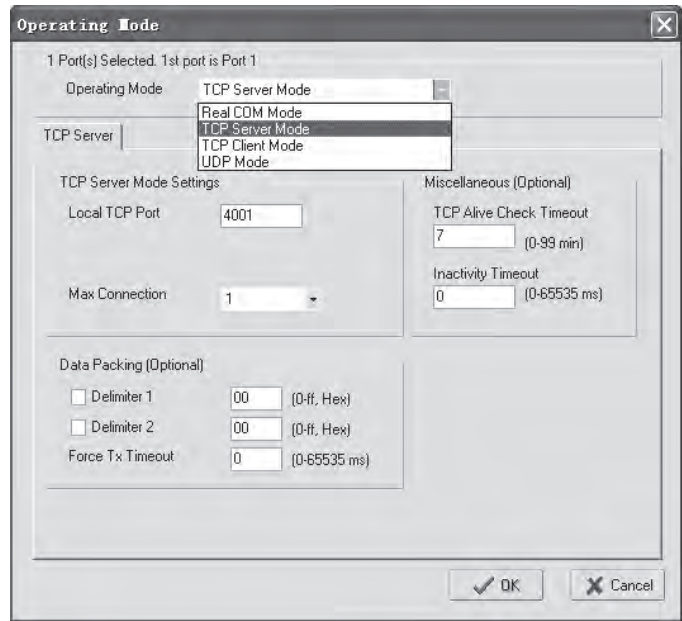 Operating Mode
1 Port(s) Selected. 1st port is Port 1
Operating Mode
TCP Server Mode
Real COM Mode
TCP Server Mode
TCP Client Mode
UDP Mode
TCP Server
TCP Server Mode Settings
Local TCP Port 4001
Max Connection 1
Miscellaneous (Optional)
TCP Alive Check Timeout
7 (0-99 min)
Inactivity Timeout
0 (0-65535 ms)
Data Packing (Optional)
Delimiter 1 00 (0-ff, Hex)
Delimiter 2 00 (0-ff, Hex)
Force Tx Timeout 0 (0-65535 ms)
OK Cancel